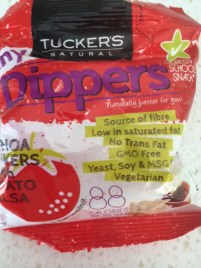 TUCKER'S
NATURAL
Dippers
naturally better for you!
SCHOOL
SNACK
Source of fibre
Low in saturated fat
No Trans Fat
GMO Free
Yeast, Soy & MSG
Vegetarian
88